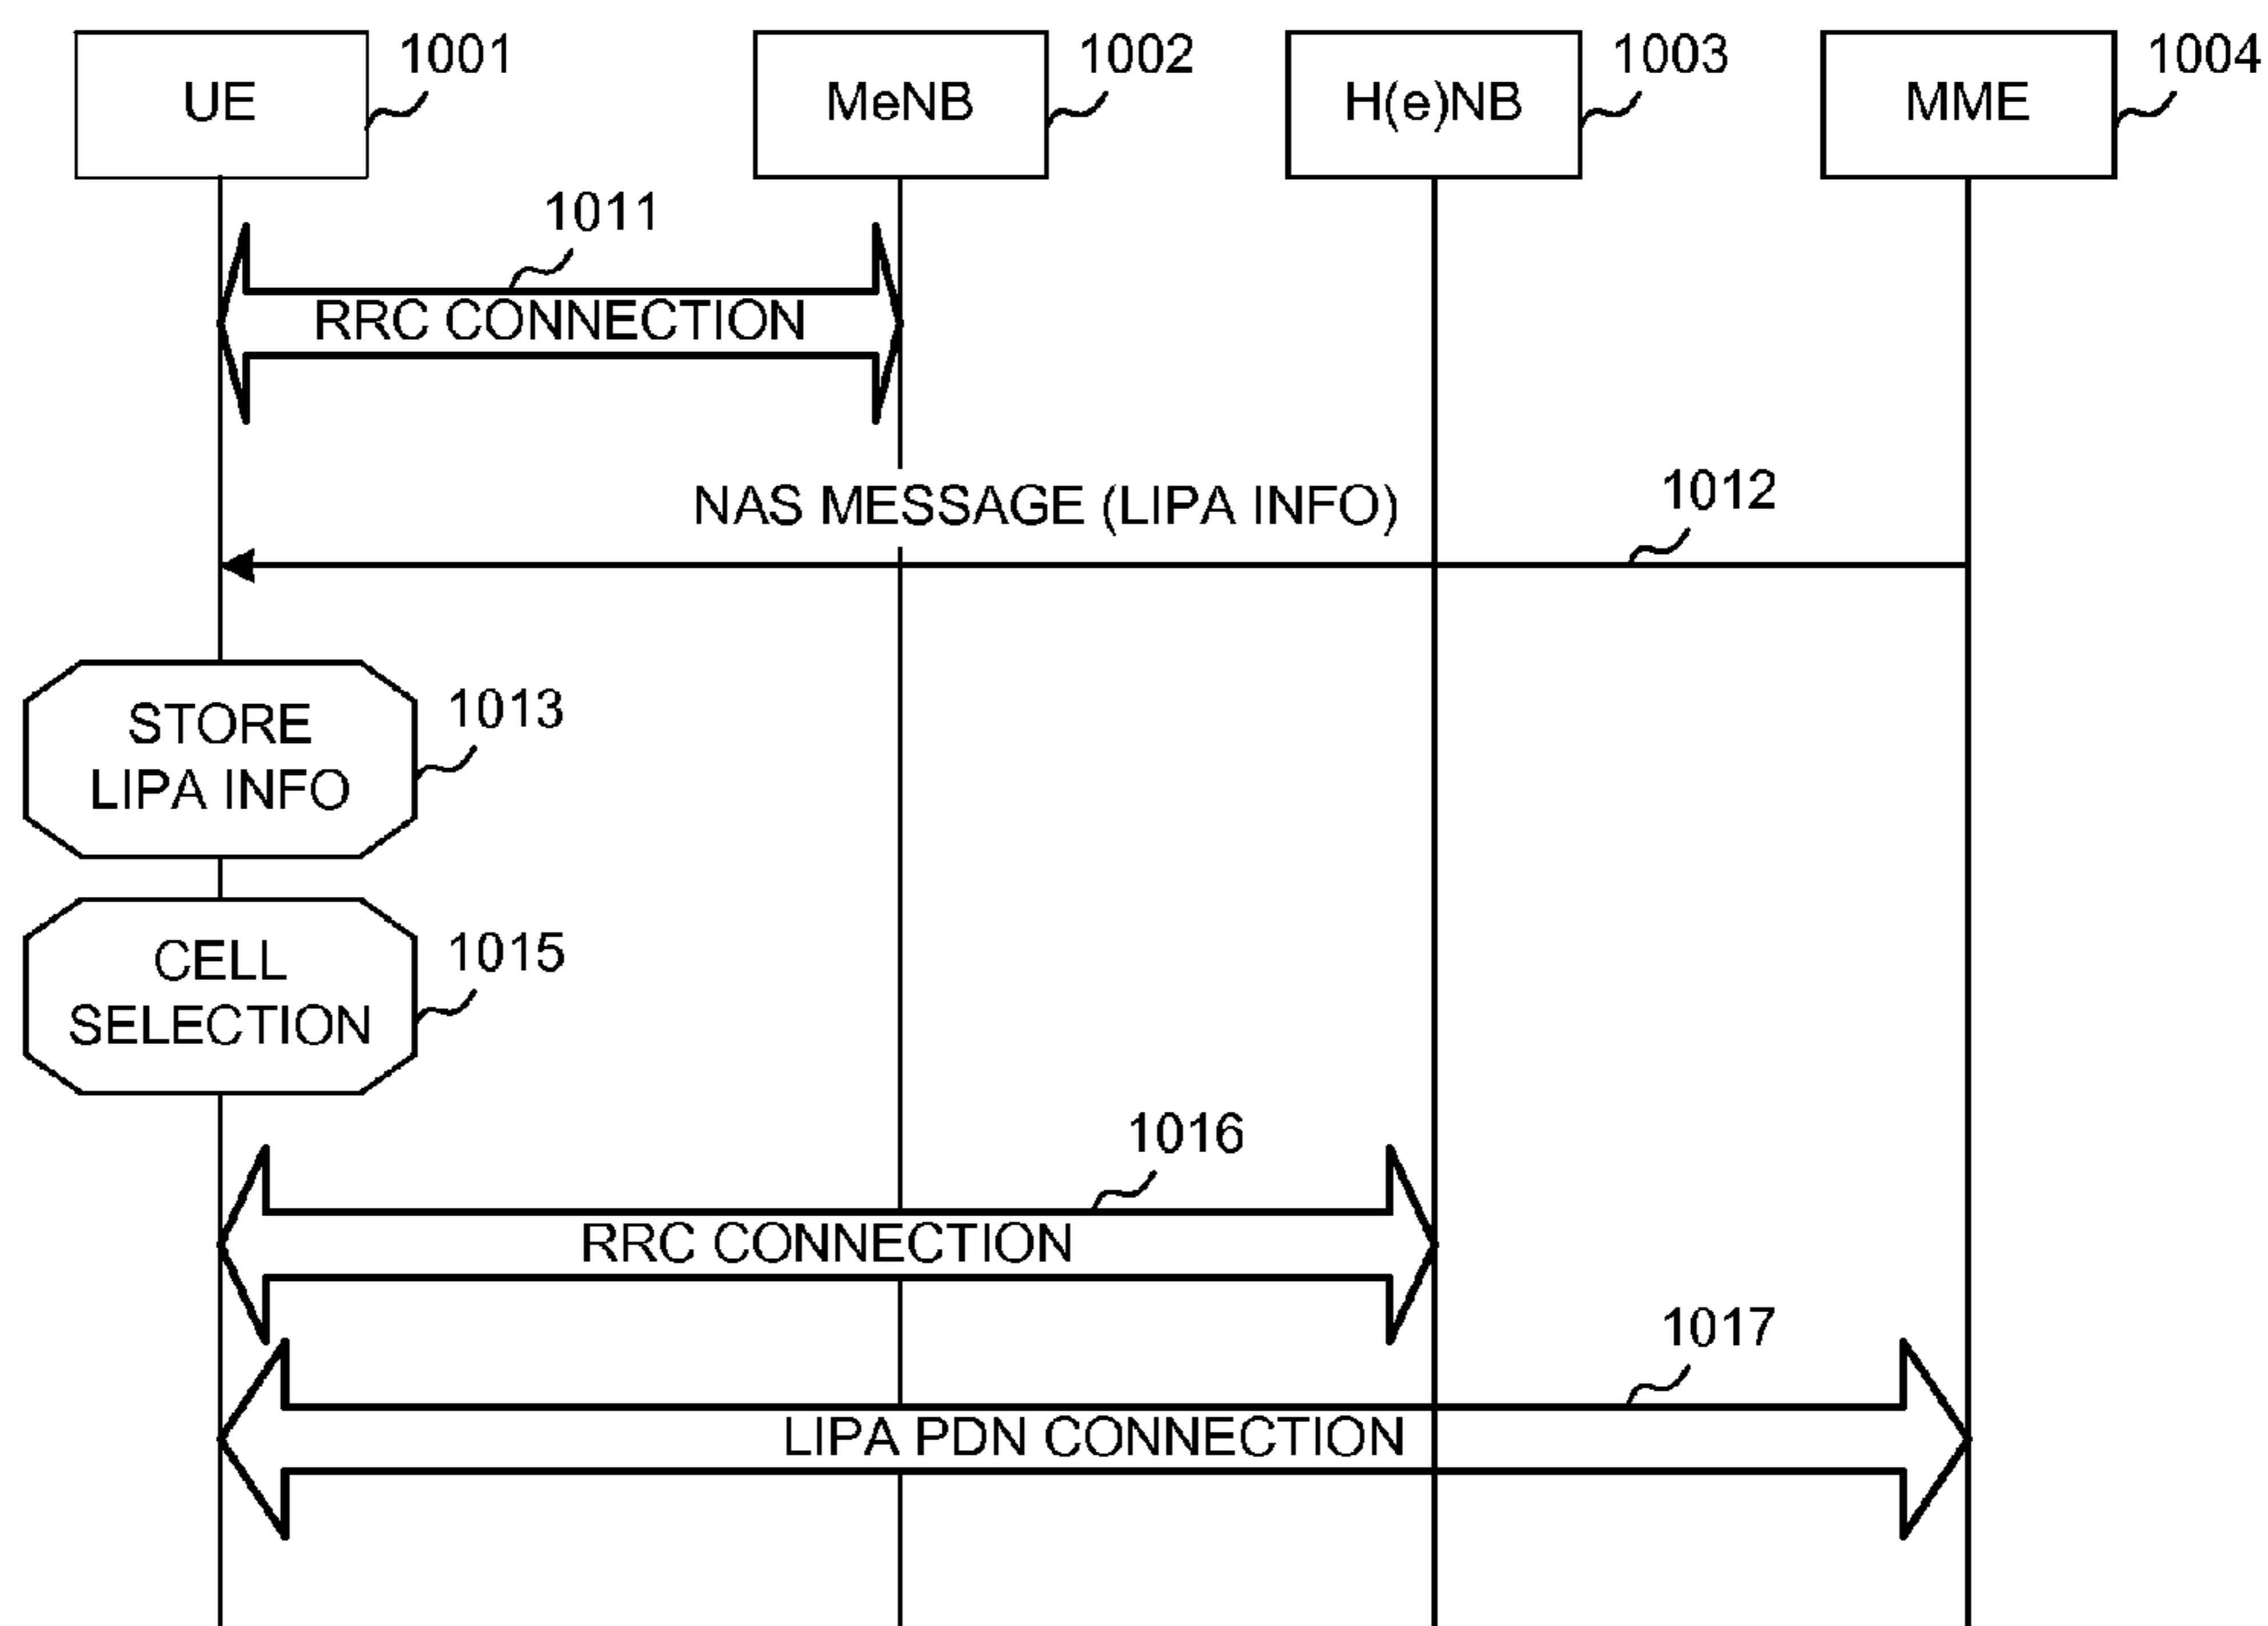 UE
1001
MeNB
1002
H(e)NB
1003
MME
1004
1011
RRC CONNECTION
NAS MESSAGE (LIPA INFO)
1012
STORE
LIPA INFO
1013
CELL
SELECTION
1015
1016
RRC CONNECTION
1017
LIPA PDN CONNECTION